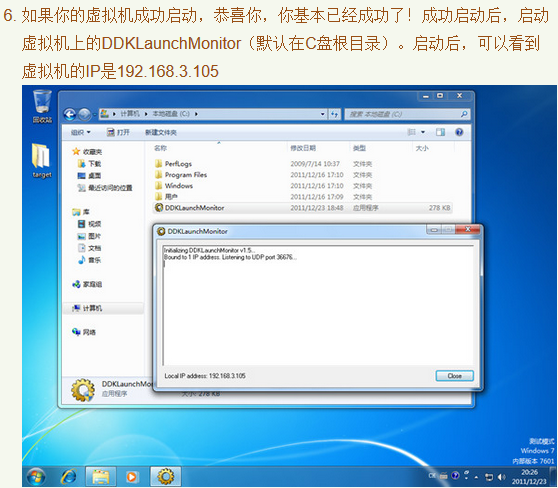 6. 如果你的虚拟机成功启动，恭喜你，你基本已经成功了！成功启动后，启动
虚拟机上的DDKLaunchMonitor（默认在C盘根目录）。启动后，可以看到
虚拟机的IP是192.168.3.105
回收站
target
计算机 ▸ 本地磁盘 (C:) ▸
搜索 本地磁盘 (C:)
组织 打开 新建文件夹
名称 修改日期 类型 大小
收藏夹
下载
桌面
最近访问的位置
库
视频
图片
文档
音乐
家庭组
计算机
网络
PerfLogs 2009/7/14 10:37 文件夹
Program Files 2011/12/16 17:10 文件夹
Windows 2011/12/16 17:10 文件夹
用户 2011/12/16 17:09 文件夹
DDKLaunchMonitor 2011/12/23 18:48 应用程序 278 KB
DDKLaunchMonitor
Initializing DDKLaunchMonitor v1.5...
Bound to 1 IP address. Listening to UDP port 36676...
Local IP address: 192.168.3.105
Close
DDKLaunchMo
应用程序
大小: 278 KB
测试模式
Windows 7
内部版本 7601
CH
20:26
2011/12/23